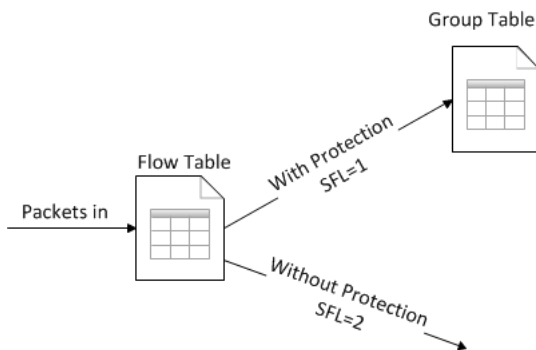 Group Table
Flow Table
With Protection
SFL=1
Packets in
Without Protection
SFL=2